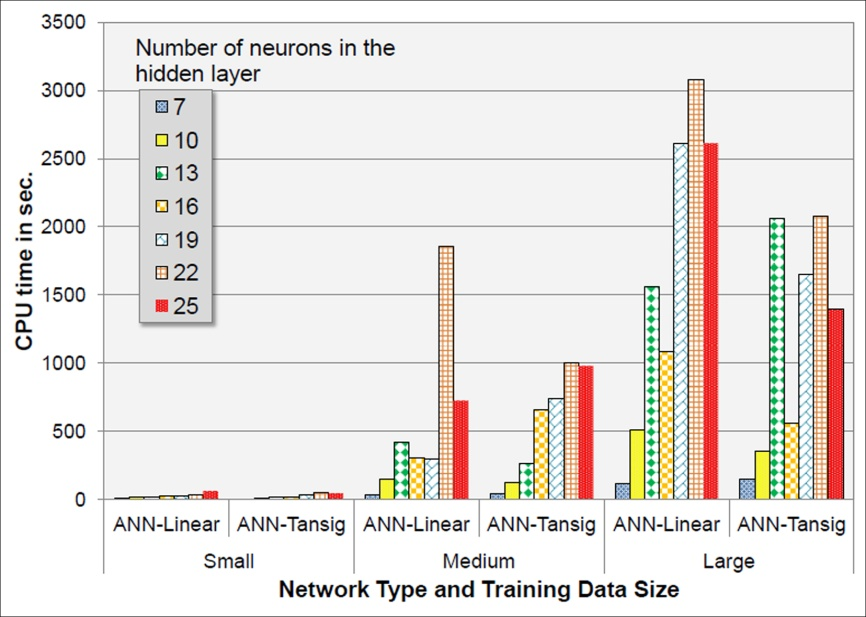 3500
3000
2500
2000
1500
1000
500
0
CPU time in sec.
Number of neurons in the
hidden layer
7
10
13
16
19
22
25
ANN-Linear ANN-Tansig ANN-Linear ANN-Tansig ANN-Linear ANN-Tansig
Small Medium Large
Network Type and Training Data Size